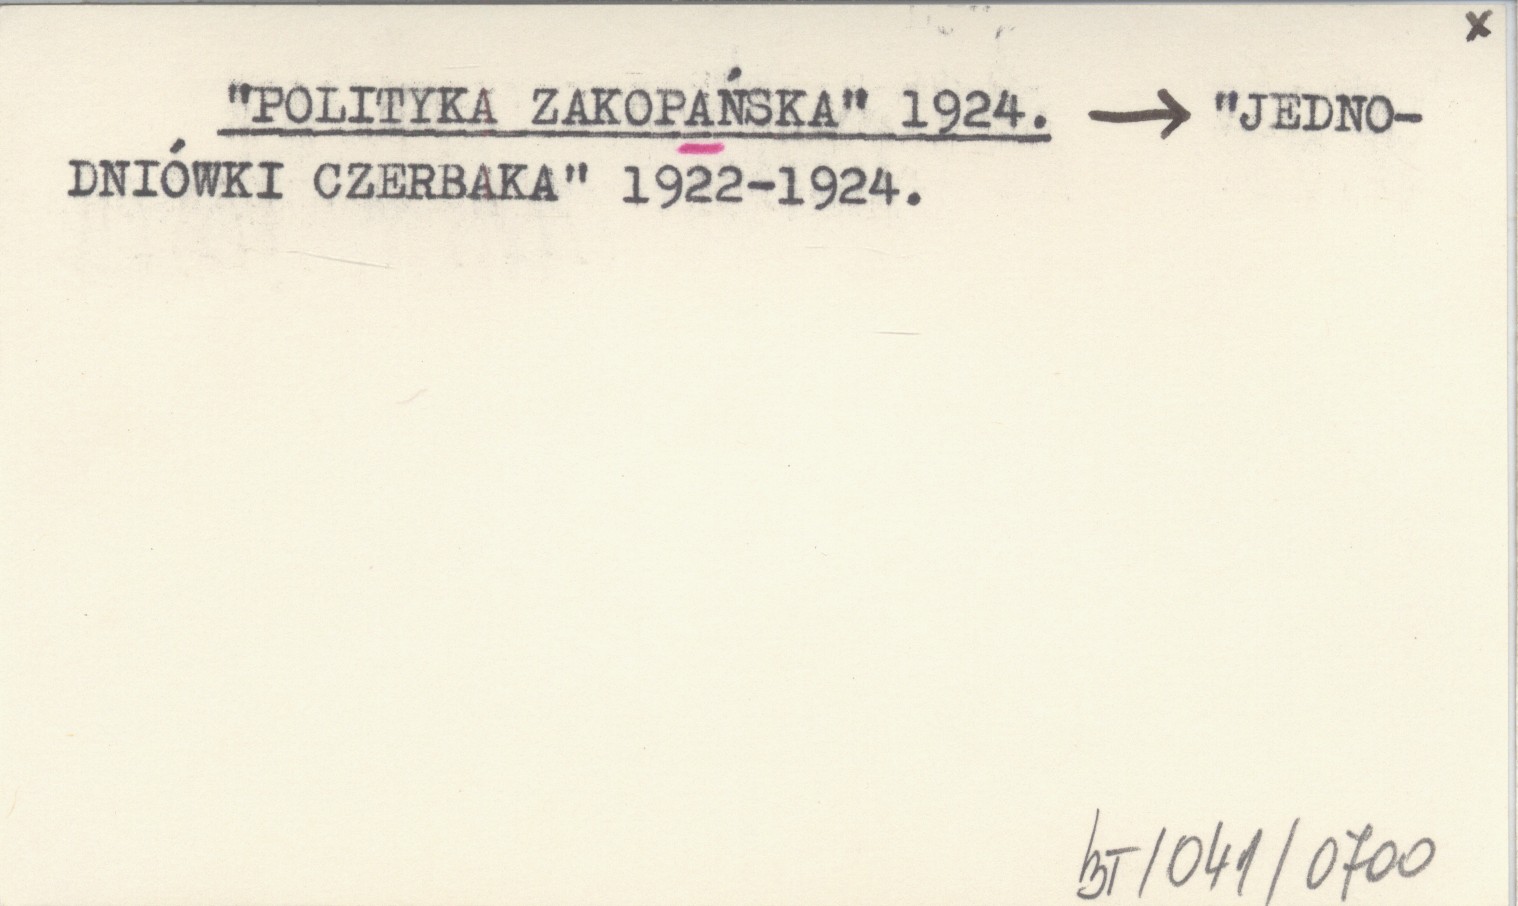 x
"POLITYKA ZAKOPAŃSKA" 1924. → "JEDNO-
DNIÓWKI CZERBAKA" 1922-1924.
BT/041/0700